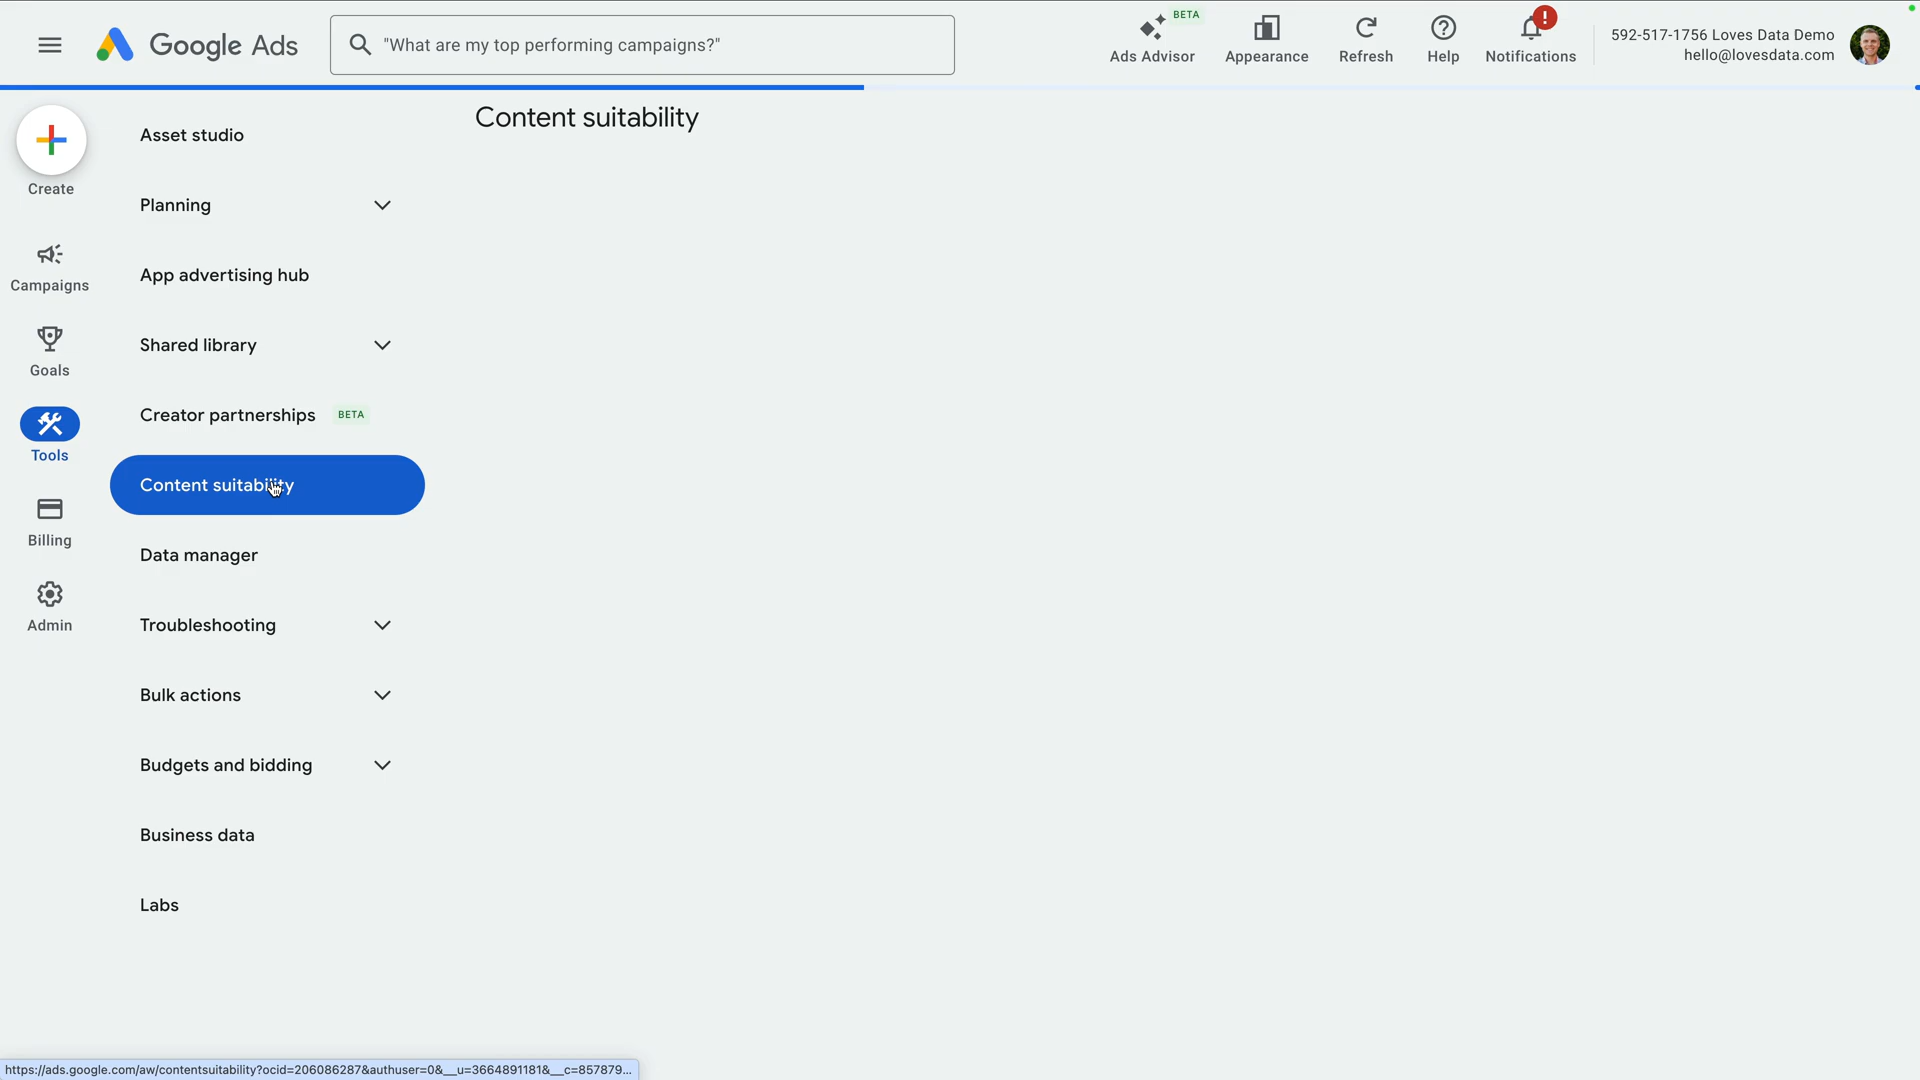 Google Ads
"What are my top performing campaigns?"
BETA
Ads Advisor
Appearance
Refresh
Help
!
Notifications
592-517-1756 Loves Data Demo
hello@lovesdata.com
Create
Campaigns
Goals
Tools
Billing
Admin
Asset studio
Planning
App advertising hub
Shared library
Creator partnerships BETA
Content suitability
Data manager
Troubleshooting
Bulk actions
Budgets and bidding
Business data
Labs
Content suitability
https://ads.google.com/aw/contentsuitability?ocid=206086287&authuser=0&__u=3664891181&__c=857879...